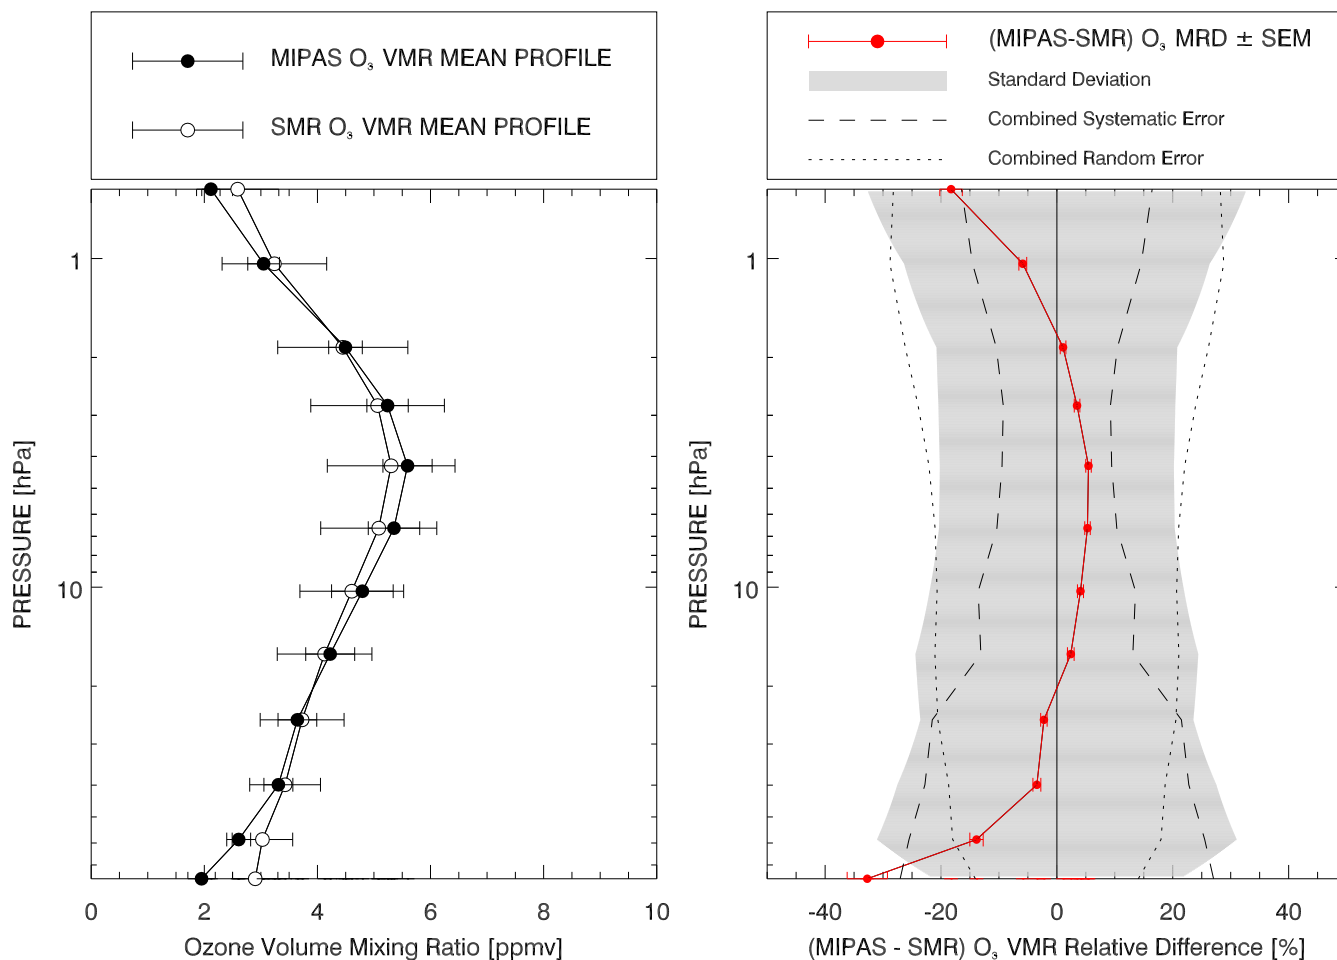 MIPAS O₃ VMR MEAN PROFILE
SMR O₃ VMR MEAN PROFILE
PRESSURE [hPa]
1
10
0 2 4 6 8 10
Ozone Volume Mixing Ratio [ppmv]
(MIPAS-SMR) O₃ MRD ± SEM
Standard Deviation
Combined Systematic Error
Combined Random Error
PRESSURE [hPa]
1
10
-40 -20 0 20 40
(MIPAS - SMR) O₃ VMR Relative Difference [%]